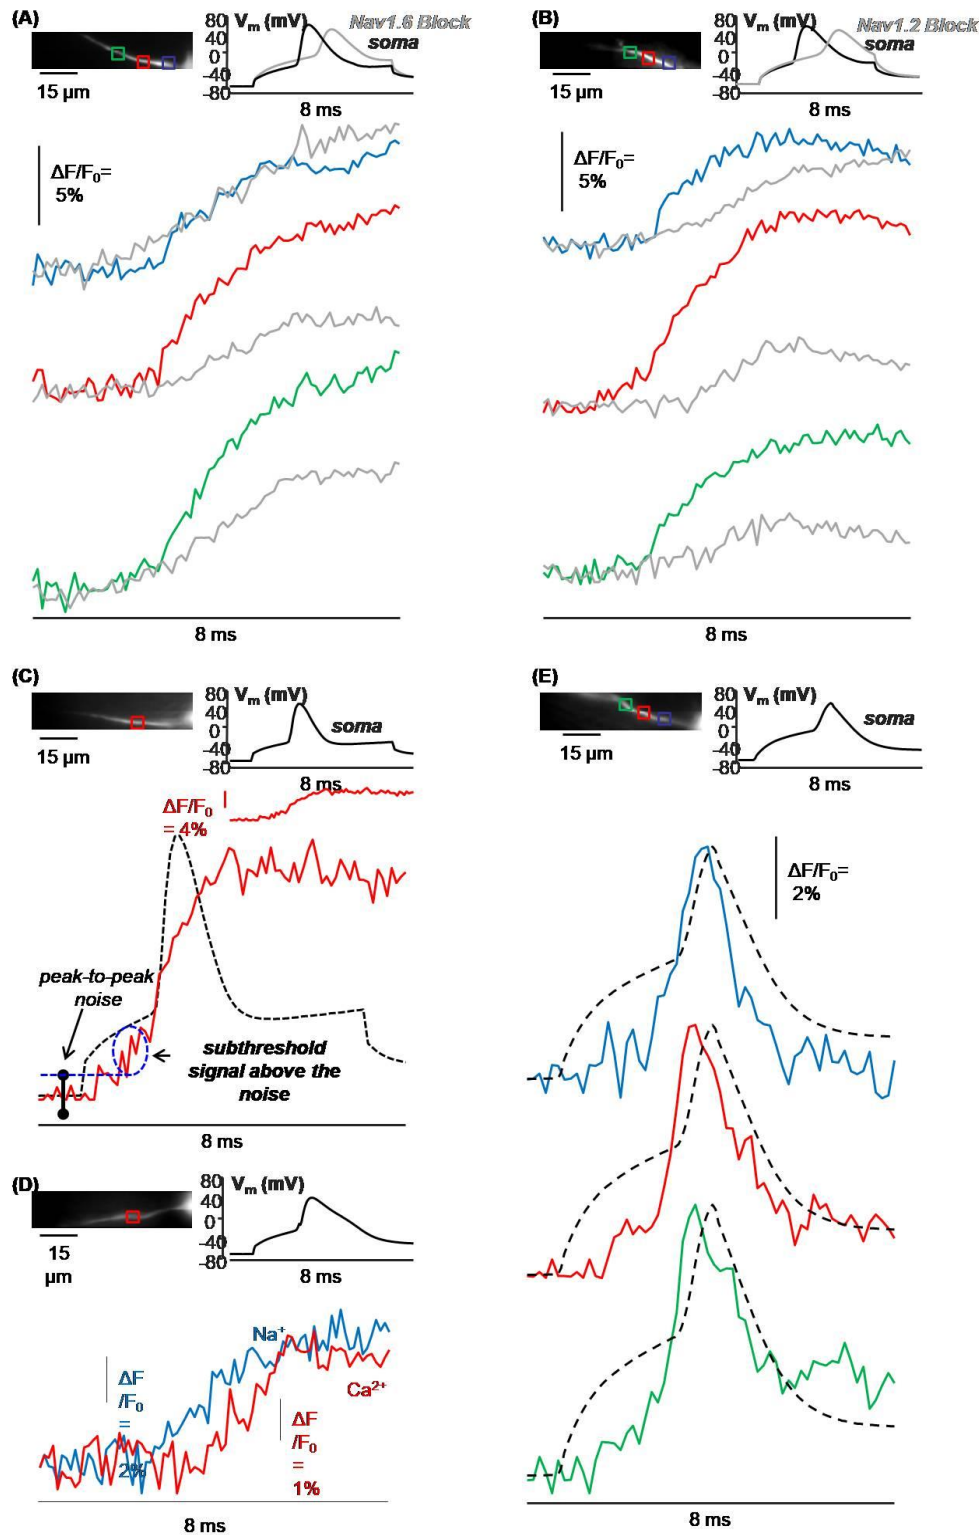 (A)
80
40
0
-40
-80
Vm (mV)
Nav1.6 Block
soma
15 µm
8 ms
ΔF/F0=
5%
8 ms
(B)
80
40
0
-40
-80
Vm (mV)
Nav1.2 Block
soma
15 µm
8 ms
ΔF/F0=
5%
8 ms
(C)
80
40
0
-40
-80
Vm (mV)
soma
15 µm
8 ms
ΔF/F0
= 4%
peak-to-peak
noise
subthreshold
signal above the
noise
8 ms
(D)
80
40
0
-40
-80
Vm (mV)
15
µm
8 ms
Na+
Ca2+
ΔF
/F0
=
2%
ΔF
/F0
=
1%
8 ms
(E)
80
40
0
-40
-80
Vm (mV)
soma
15 µm
8 ms
ΔF/F0=
2%
8 ms